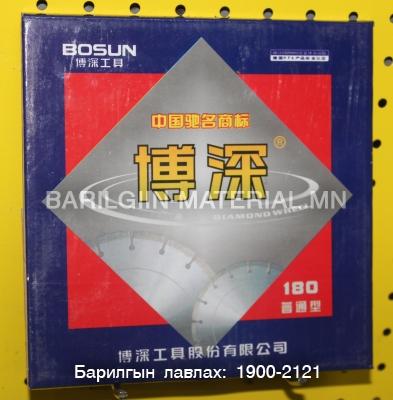 BOSUN
博深工具
中国驰名商标
博深®
BARILGIIN MATERIAL.MN
DIAMOND WHEEL
180
普通型
博深工具股份有限公司
Барилгын лавлах: 1900-2121